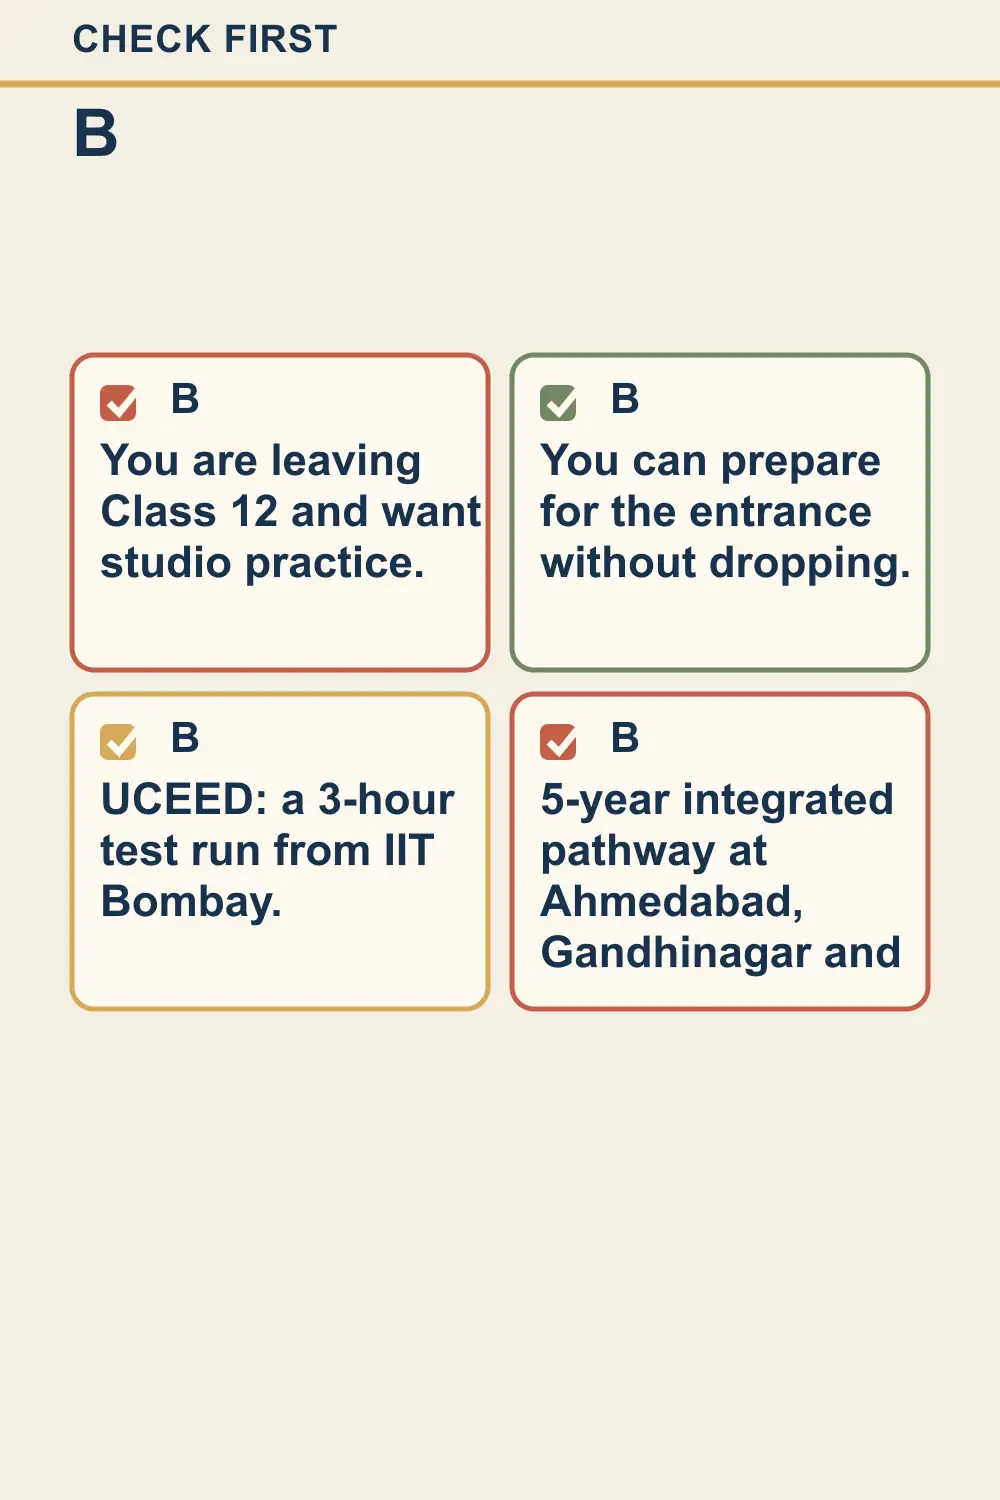 CHECK FIRST
B
B
You are leaving
Class 12 and want
studio practice.
B
You can prepare
for the entrance
without dropping.
B
UCEED: a 3-hour
test run from IIT
Bombay.
B
5-year integrated
pathway at
Ahmedabad,
Gandhinagar and